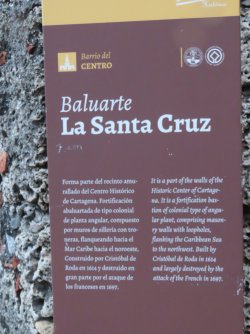 Barrio del
CENTRO
Baluarte
La Santa Cruz
Forma parte del recinto amu-
rallado del Centro Histórico
de Cartagena. Fortificación
abaluartada de tipo colonial
de planta angular, compuesto
por muros de sillería con tro-
neras, flanqueando hacia el
Mar Caribe hacia el noroeste.
Construido por Cristóbal de
Roda en 1614 y destruido en
gran parte por el ataque de
los franceses en 1697.
It is a part of the walls of the
Historic Center of Cartage-
na. It is a fortification bas-
tion of colonial type of angu-
lar plant, comprising mason-
ry walls with loopholes,
flanking the Caribbean Sea
to the northwest. Built by
Cristóbal de Roda in 1614
and largely destroyed by the
attack of the French in 1697.